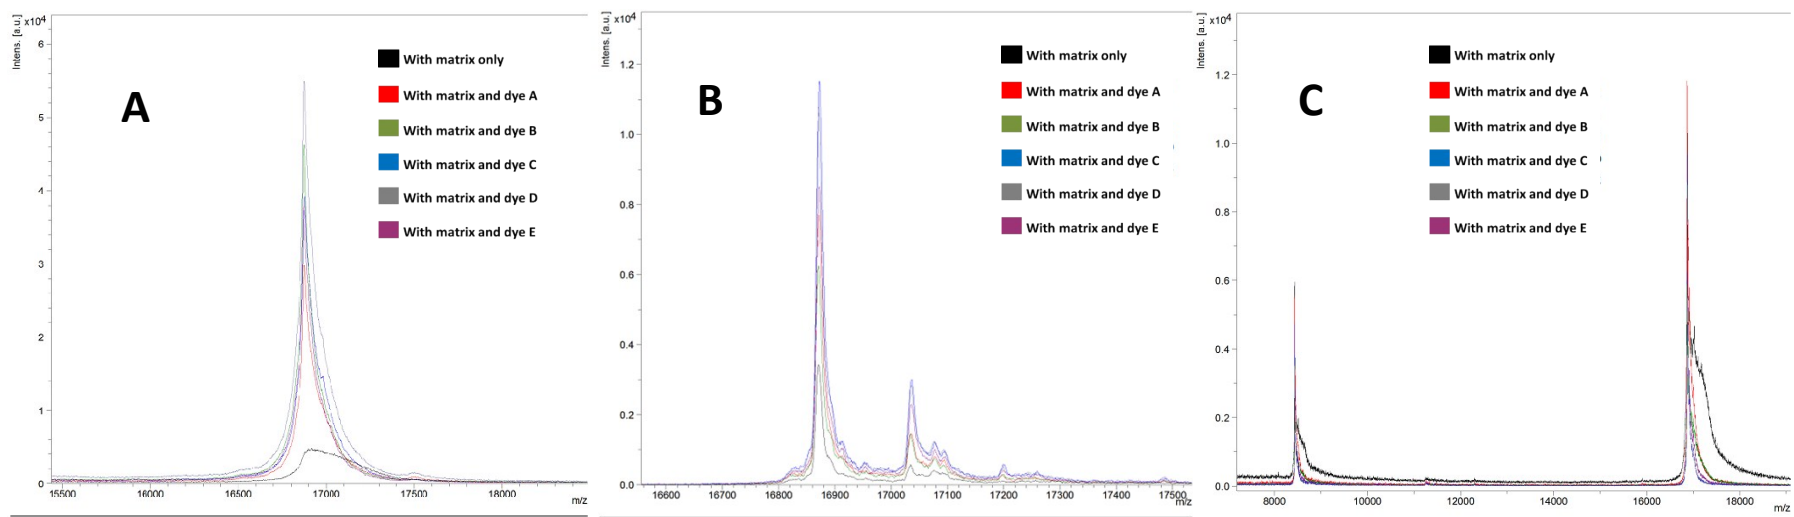 Intens. [a.u.]
x10⁴
A
With matrix only
With matrix and dye A
With matrix and dye B
With matrix and dye C
With matrix and dye D
With matrix and dye E
6
5
4
3
2
1
0
15500 16000 16500 17000 17500 18000 m/z
Intens. [a.u.]
x10⁴
B
With matrix only
With matrix and dye A
With matrix and dye B
With matrix and dye C
With matrix and dye D
With matrix and dye E
1.2
1.0
0.8
0.6
0.4
0.2
0.0
16600 16700 16800 16900 17000 17100 17200 17300 17400 17500 m/z
Intens. [a.u.]
x10⁴
C
With matrix only
With matrix and dye A
With matrix and dye B
With matrix and dye C
With matrix and dye D
With matrix and dye E
1.2
1.0
0.8
0.6
0.4
0.2
0.0
8000 10000 12000 14000 16000 18000 m/z